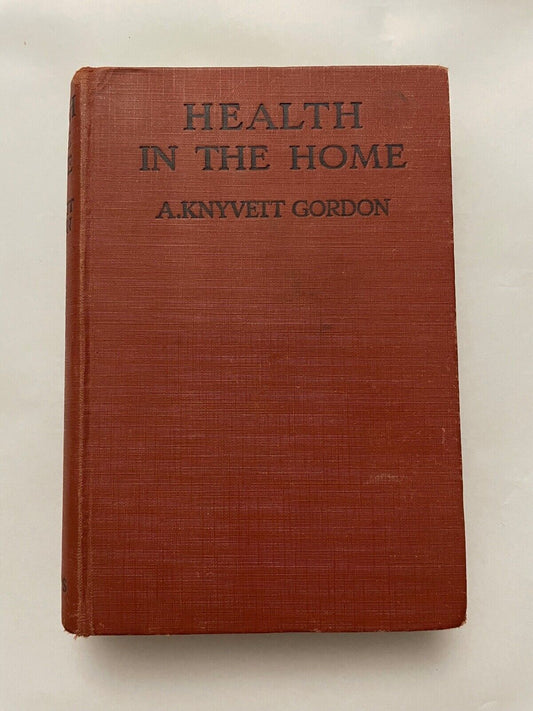 HEALTH
IN THE HOME
A. KNYVETT GORDON